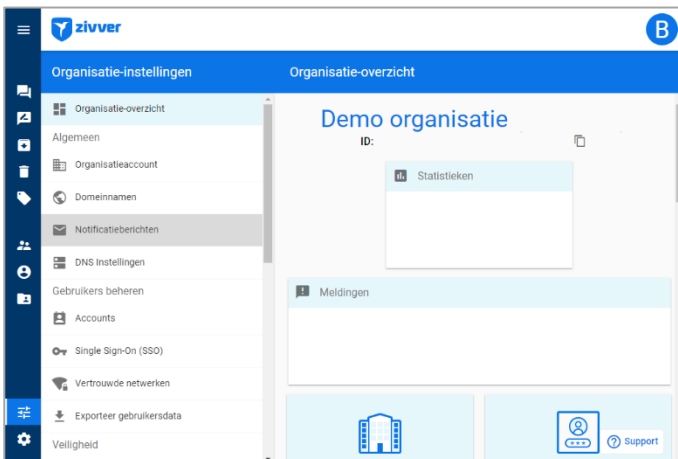 zivver
B
Organisatie-instellingen
Organisatie-overzicht
Organisatie-overzicht
Algemeen
Organisatieaccount
Domeinnamen
Notificatieberichten
DNS Instellingen
Gebruikers beheren
Accounts
Single Sign-On (SSO)
Vertrouwde netwerken
Exporteer gebruikersdata
Veiligheid
Demo organisatie
ID:
Statistieken
Meldingen
Support